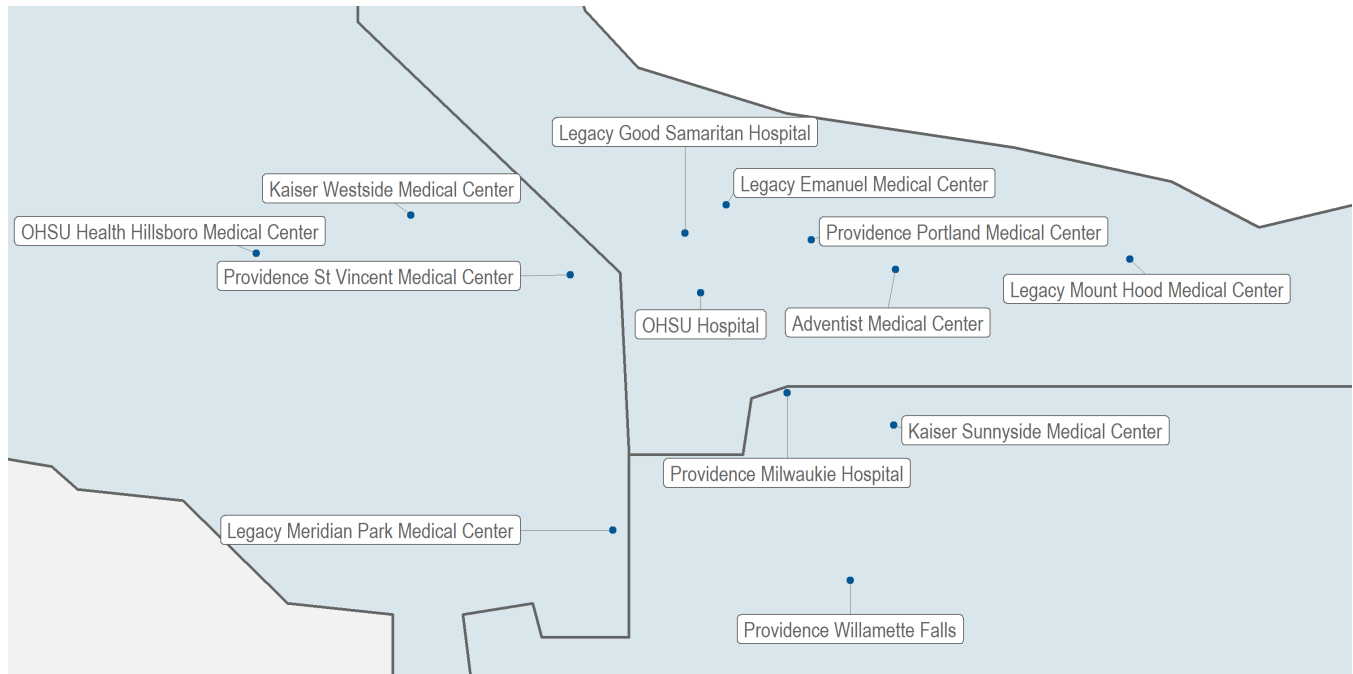 Legacy Good Samaritan Hospital
Kaiser Westside Medical Center
Legacy Emanuel Medical Center
OHSU Health Hillsboro Medical Center
Providence Portland Medical Center
Providence St Vincent Medical Center
Legacy Mount Hood Medical Center
OHSU Hospital
Adventist Medical Center
Kaiser Sunnyside Medical Center
Providence Milwaukie Hospital
Legacy Meridian Park Medical Center
Providence Willamette Falls